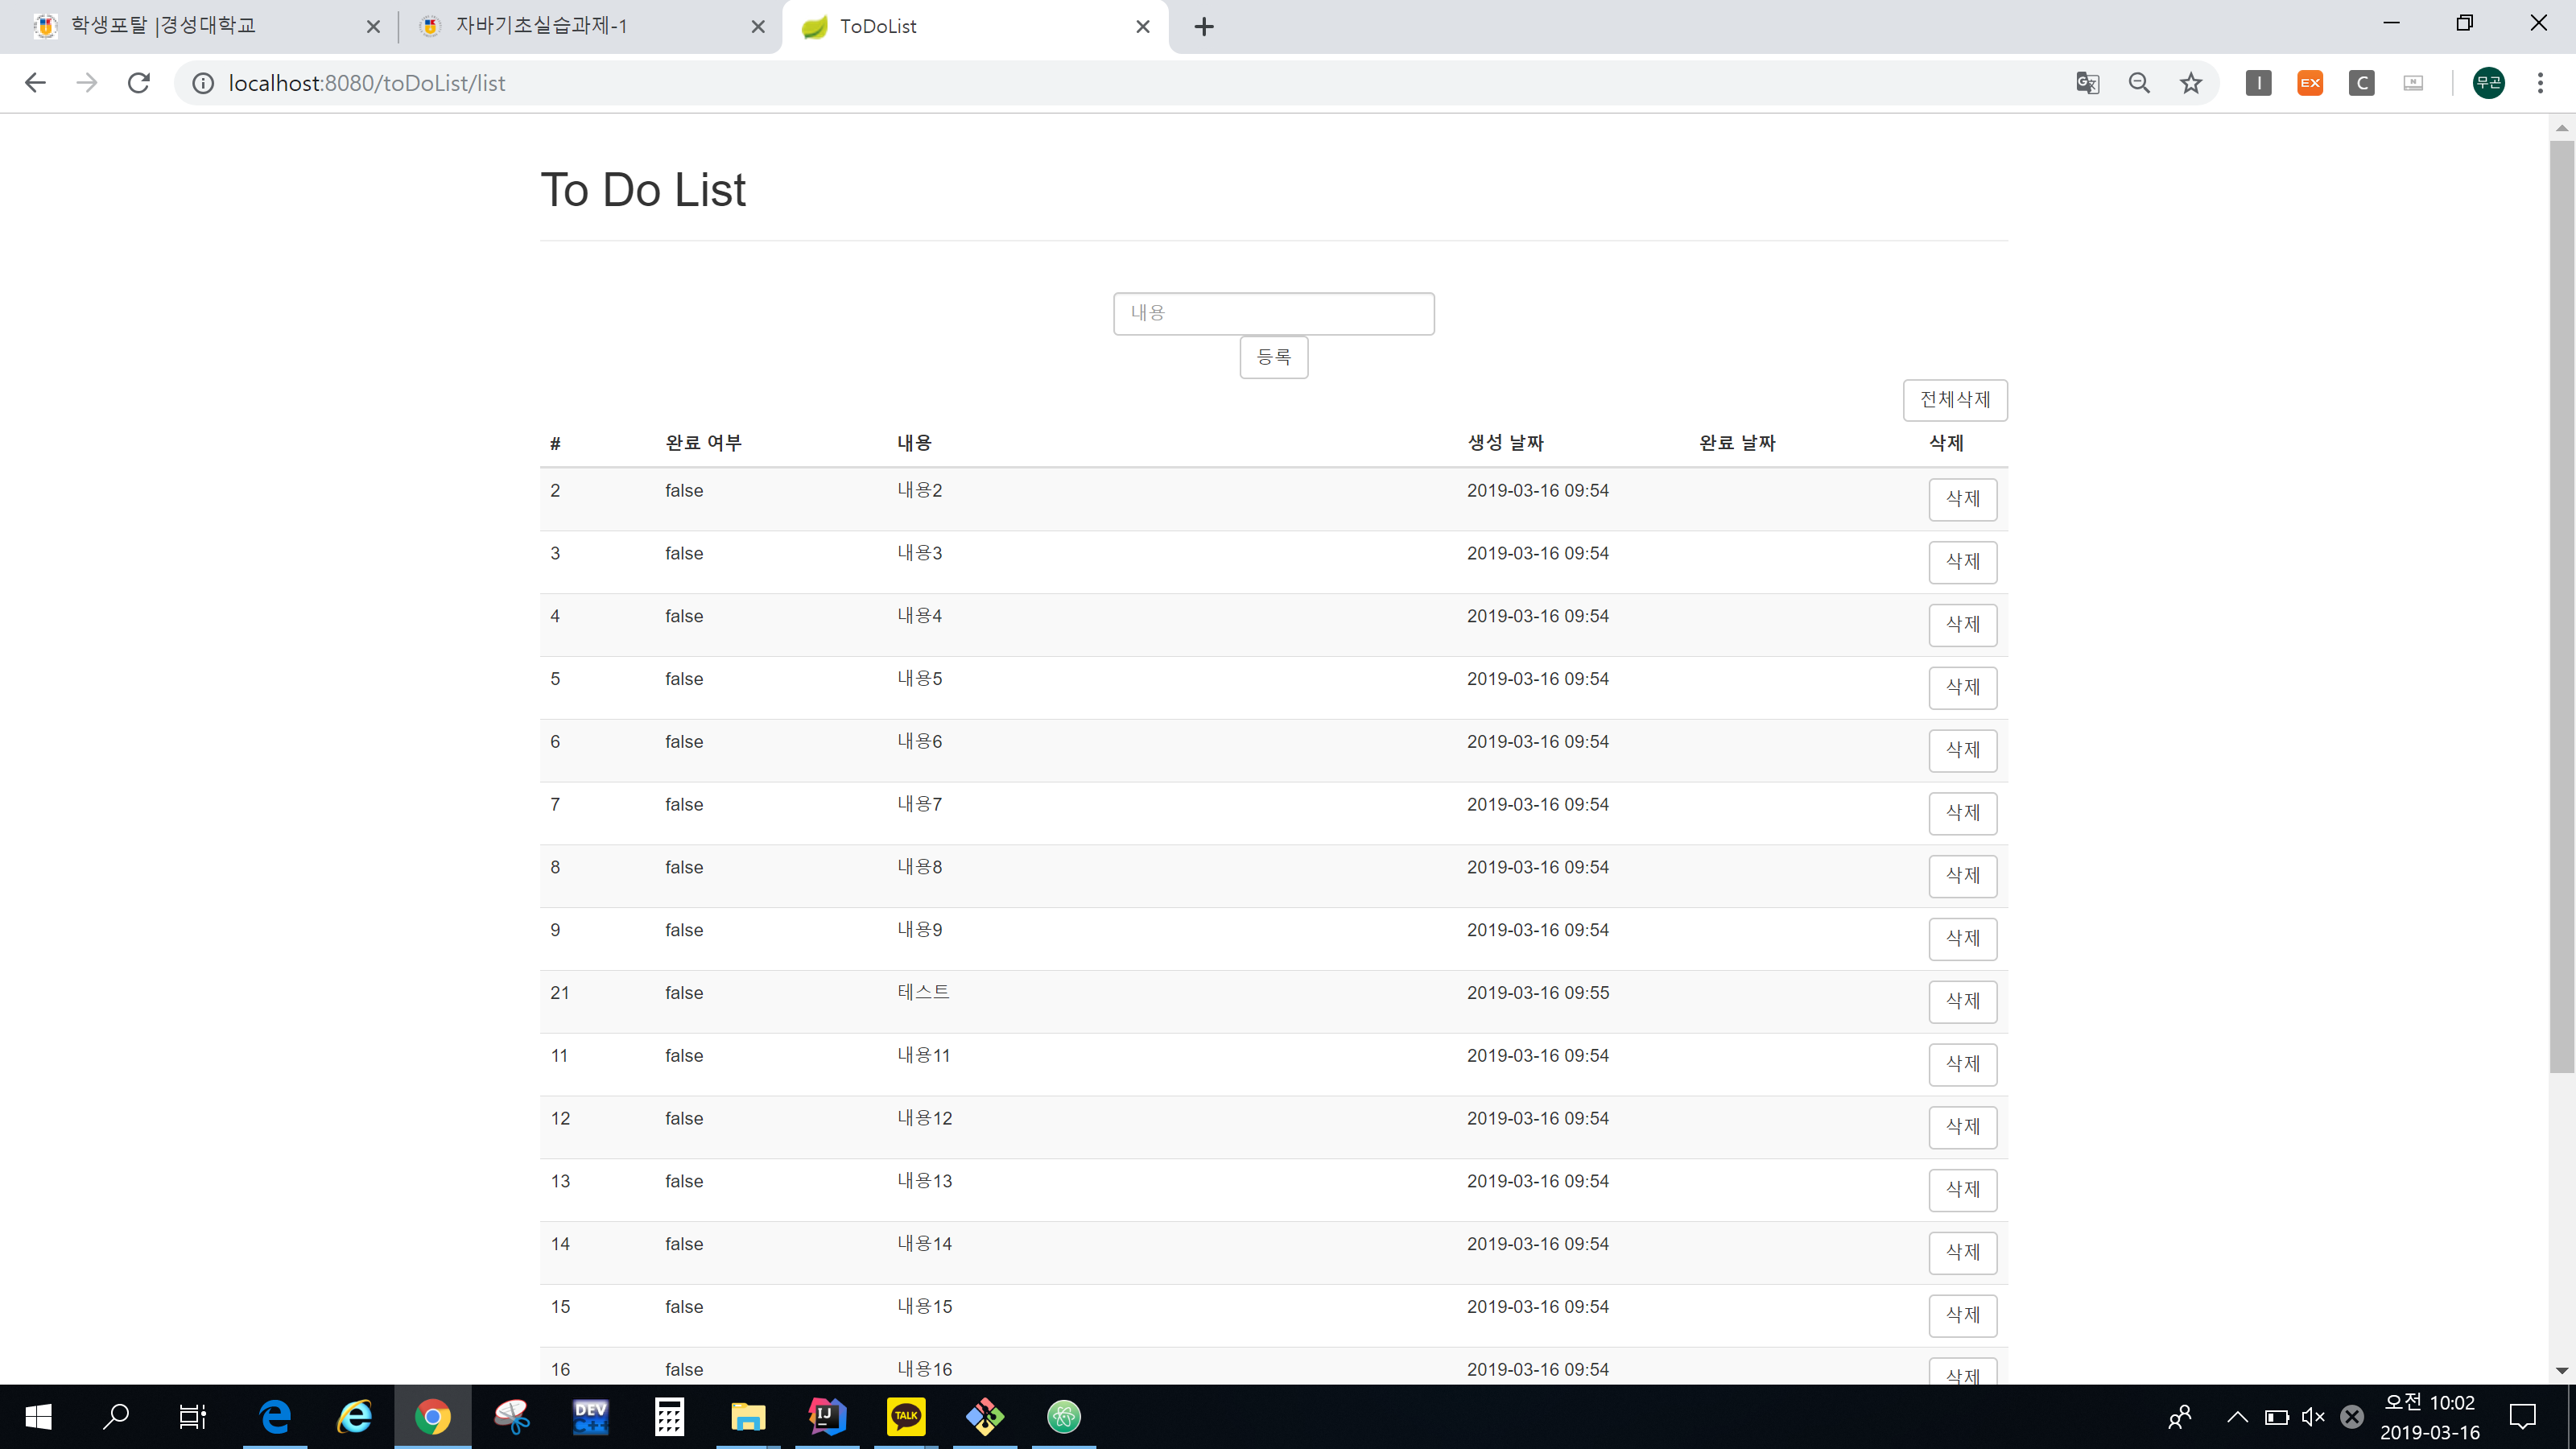 학생포탈 |경성대학교
자바기초실습과제-1
ToDoList
localhost:8080/toDoList/list
I
EX
C
N
무곤
To Do List
내용
등록
전체삭제
# 완료 여부 내용 생성 날짜 완료 날짜 삭제
2 false 내용2 2019-03-16 09:54 삭제
3 false 내용3 2019-03-16 09:54 삭제
4 false 내용4 2019-03-16 09:54 삭제
5 false 내용5 2019-03-16 09:54 삭제
6 false 내용6 2019-03-16 09:54 삭제
7 false 내용7 2019-03-16 09:54 삭제
8 false 내용8 2019-03-16 09:54 삭제
9 false 내용9 2019-03-16 09:54 삭제
21 false 테스트 2019-03-16 09:55 삭제
11 false 내용11 2019-03-16 09:54 삭제
12 false 내용12 2019-03-16 09:54 삭제
13 false 내용13 2019-03-16 09:54 삭제
14 false 내용14 2019-03-16 09:54 삭제
15 false 내용15 2019-03-16 09:54 삭제
16 false 내용16 2019-03-16 09:54 삭제
DEV C++
IJ
TALK
오전 10:02
2019-03-16